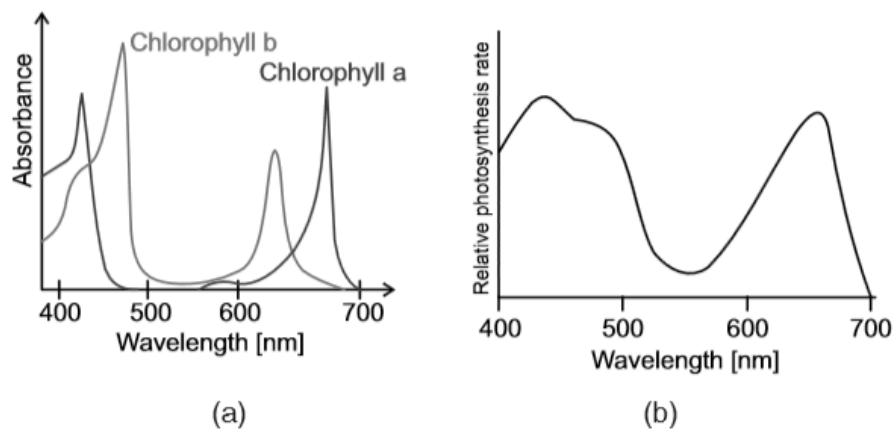 Chlorophyll b
Chlorophyll a
Absorbance
400 500 600 700
Wavelength [nm]
(a)
Relative photosynthesis rate
400 500 600 700
Wavelength [nm]
(b)